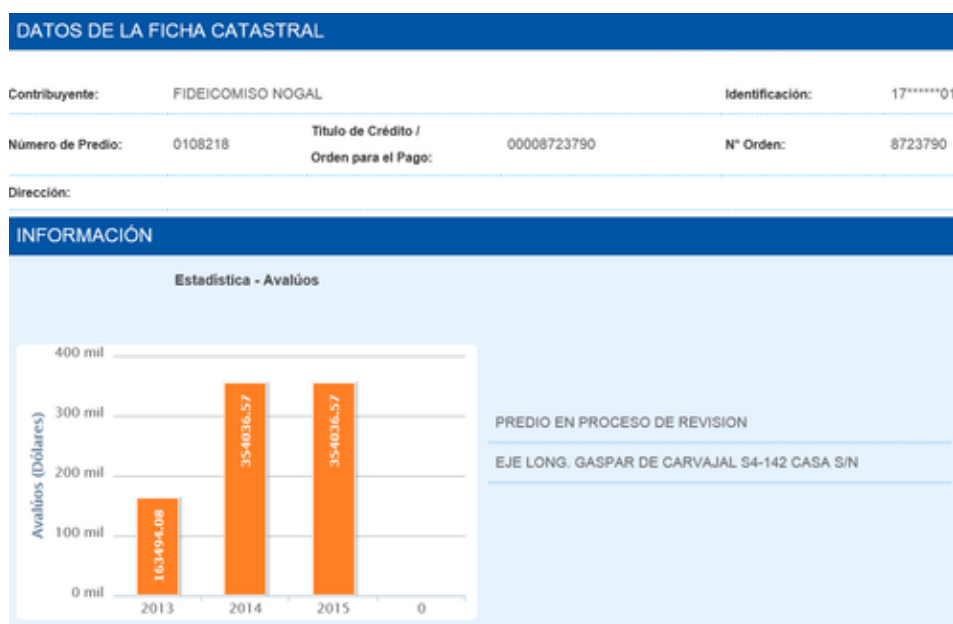 DATOS DE LA FICHA CATASTRAL
Contribuyente: FIDEICOMISO NOGAL Identificación: 17******01
Número de Predio: 0108218 Titulo de Crédito / Orden para el Pago: 00008723790 N° Orden: 8723790
Dirección:
INFORMACIÓN
Estadística - Avalúos
Avalúos (Dólares)
400 mil
300 mil
200 mil
100 mil
0 mil
163494.08
354036.57
354036.57
2013 2014 2015 0
PREDIO EN PROCESO DE REVISION
EJE LONG. GASPAR DE CARVAJAL S4-142 CASA S/N